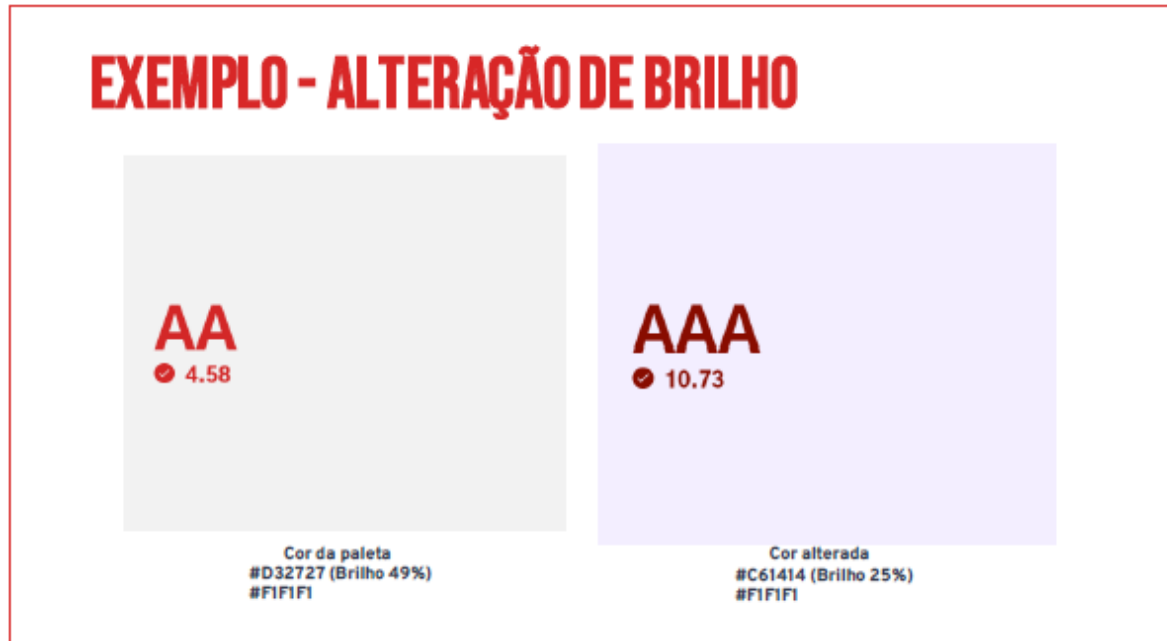 EXEMPLO - ALTERAÇÃO DE BRILHO
AA
4.58
Cor da paleta
#D32727 (Brilho 49%)
#F1F1F1
AAA
10.73
Cor alterada
#C61414 (Brilho 25%)
#F1F1F1